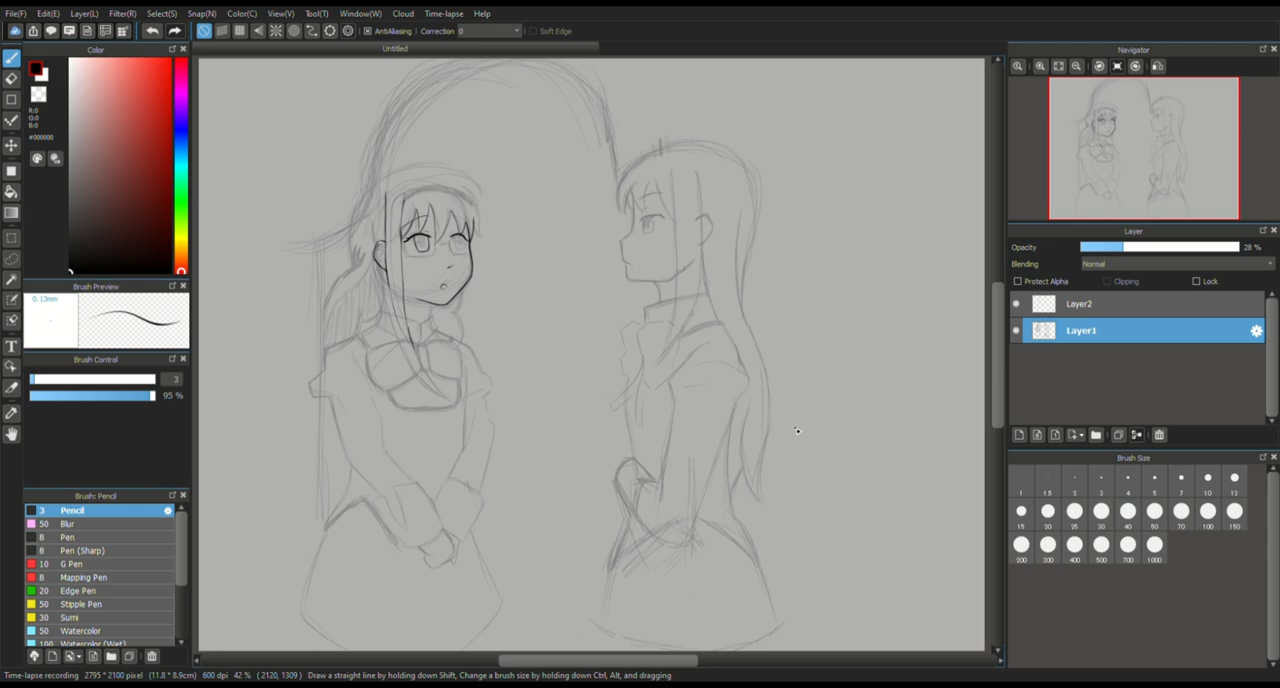 File(F) Edit(E) Layer(L) Filter(R) Select(S) Snap(N) Color(C) View(V) Tool(T) Window(W) Cloud Time-lapse Help
AntiAliasing Correction 0 Soft Edge
Untitled
Color
R:0
G:0
B:0
#000000
Brush Preview
0.13mm
Brush Control
3
95 %
Brush: Pencil
3 Pencil
50 Blur
8 Pen
8 Pen (Sharp)
10 G Pen
8 Mapping Pen
20 Edge Pen
50 Stipple Pen
30 Sumi
50 Watercolor
100 Watercolor (Wet)
Navigator
Layer
Opacity 28 %
Blending Normal
Protect Alpha Clipping Lock
Layer2
Layer1
Brush Size
1 1.5 2 3 4 5 7 10 12
15 20 25 30 40 50 70 100 150
200 300 400 500 700 1000
Time-lapse recording 2795 * 2100 pixel (11.8 * 8.9cm) 600 dpi 42 % ( 2120, 1309 ) Draw a straight line by holding down Shift, Change a brush size by holding down Ctrl, Alt, and dragging